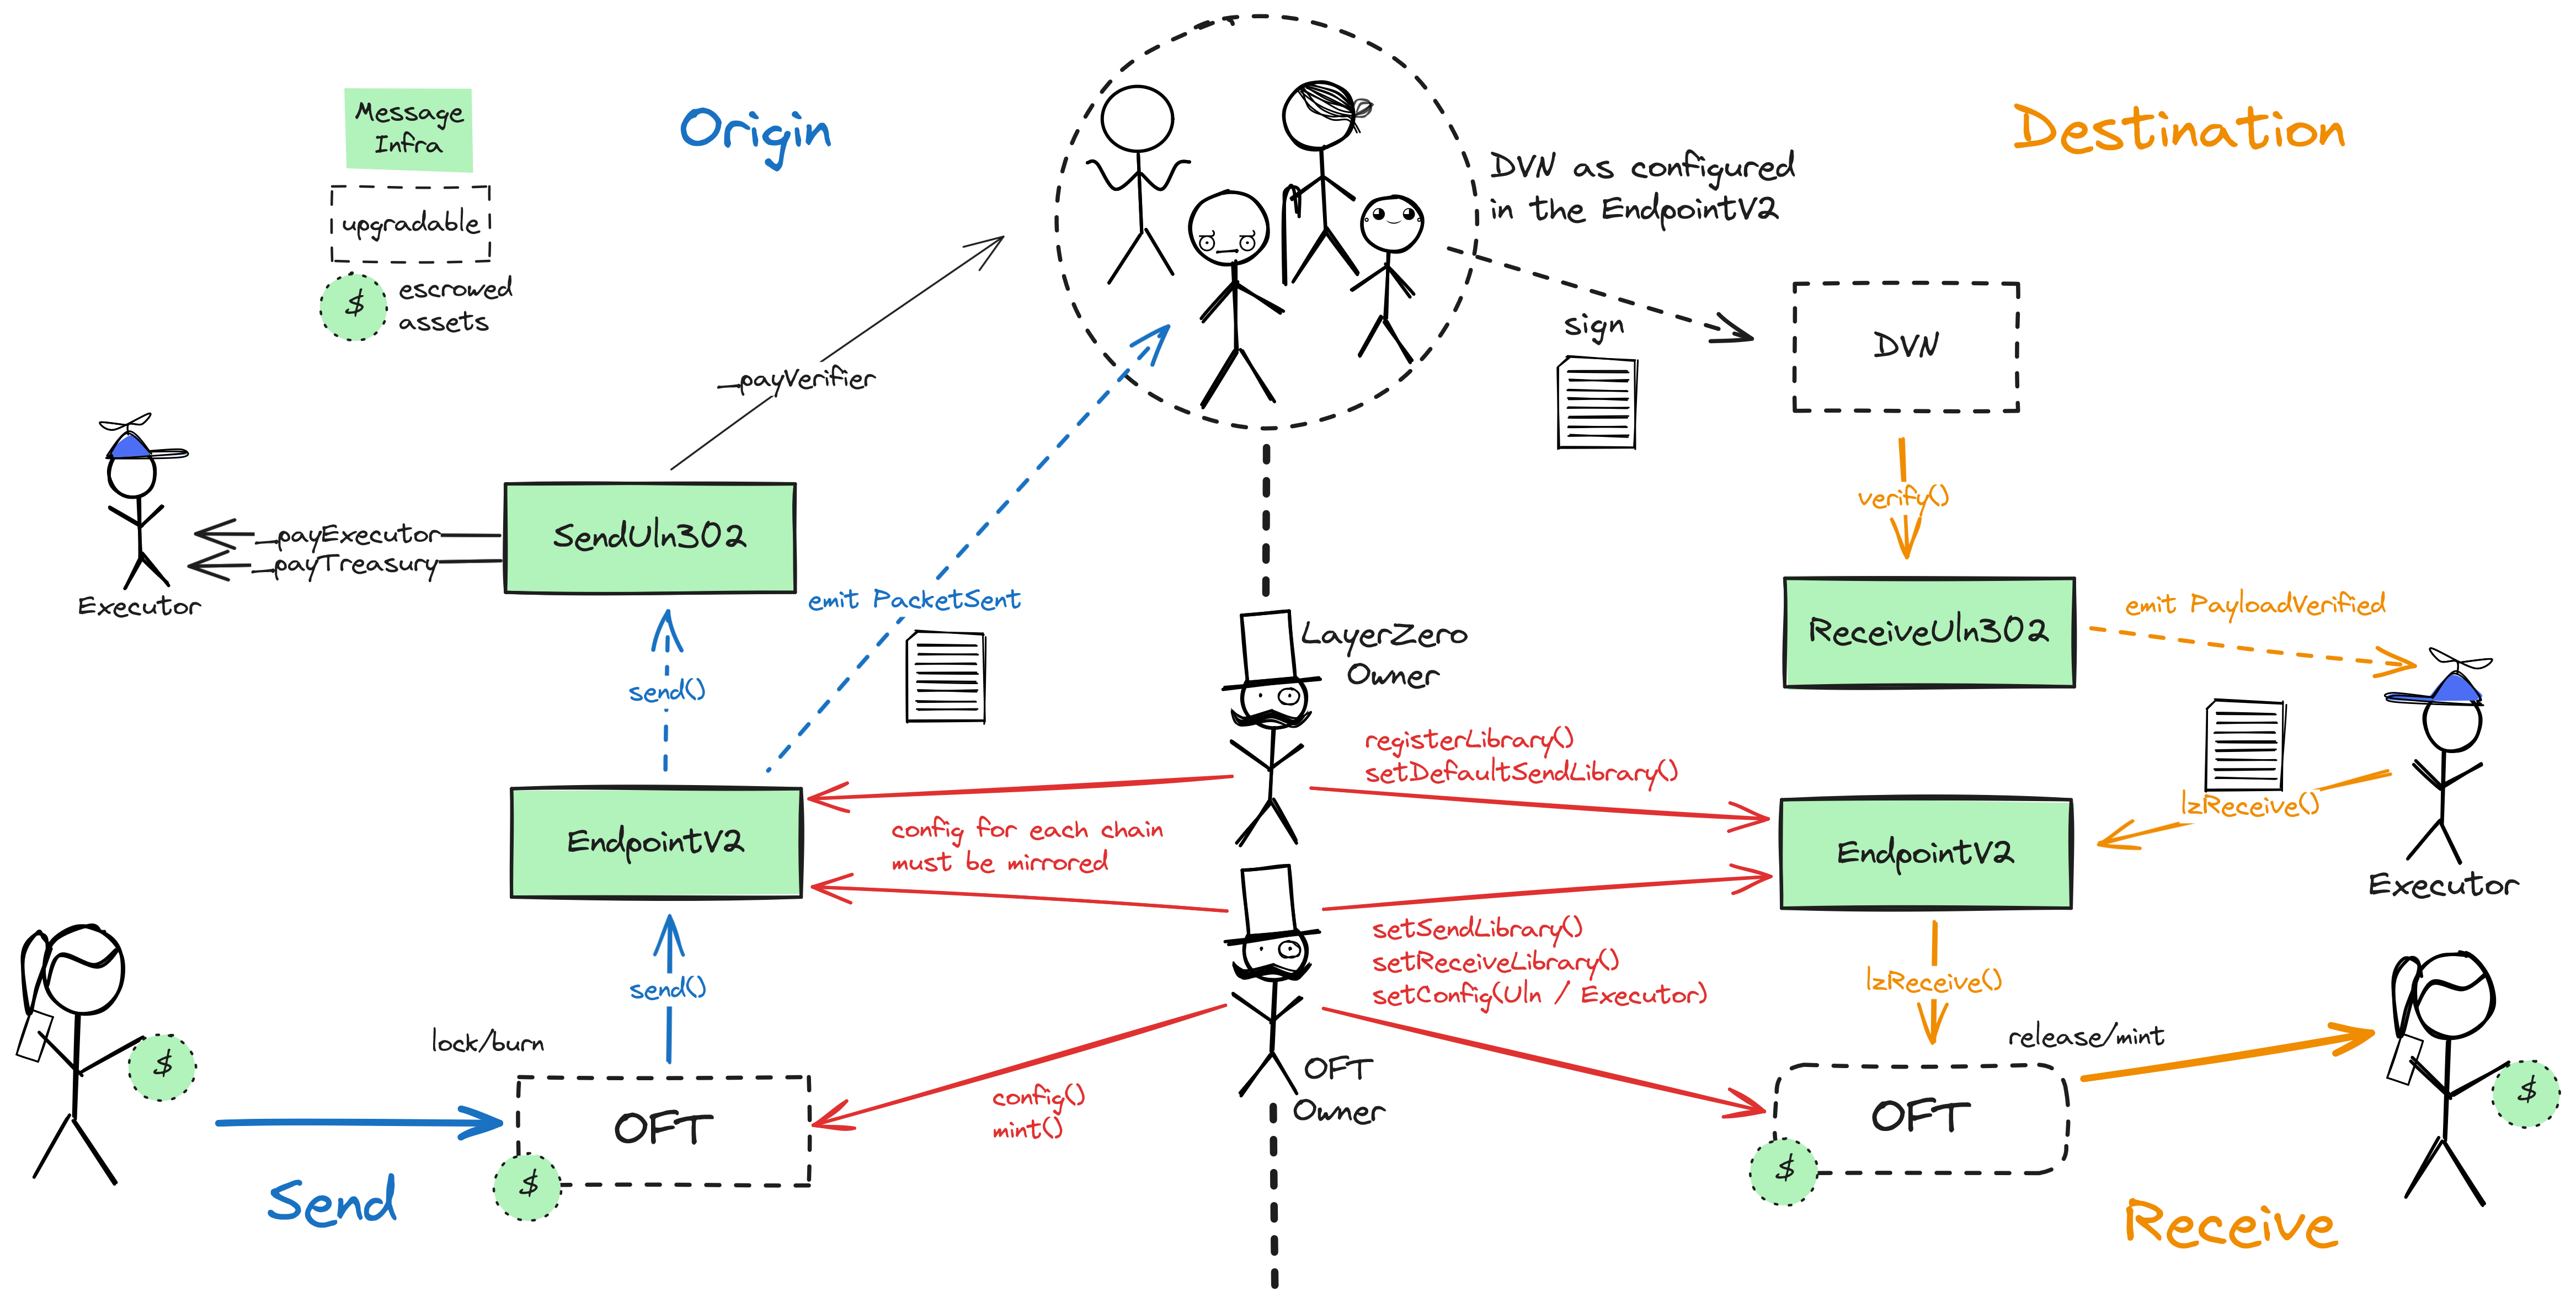 Message
Infra
upgradable
$
escrowed
assets
Origin
Destination
DVN as configured
in the EndpointV2
sign
DVN
_payVerifier
verify()
SendUln302
_payExecutor
_payTreasury
Executor
emit PacketSent
ReceiveUln302
emit PayloadVerified
LayerZero
Owner
send()
registerLibrary()
setDefaultSendLibrary()
lzReceive()
EndpointV2
config for each chain
must be mirrored
EndpointV2
Executor
setSendLibrary()
setReceiveLibrary()
setConfig(Uln / Executor)
send()
lzReceive()
lock/burn
release/mint
$
OFT
config()
mint()
OFT
Owner
OFT
$
$
$
Send
Receive